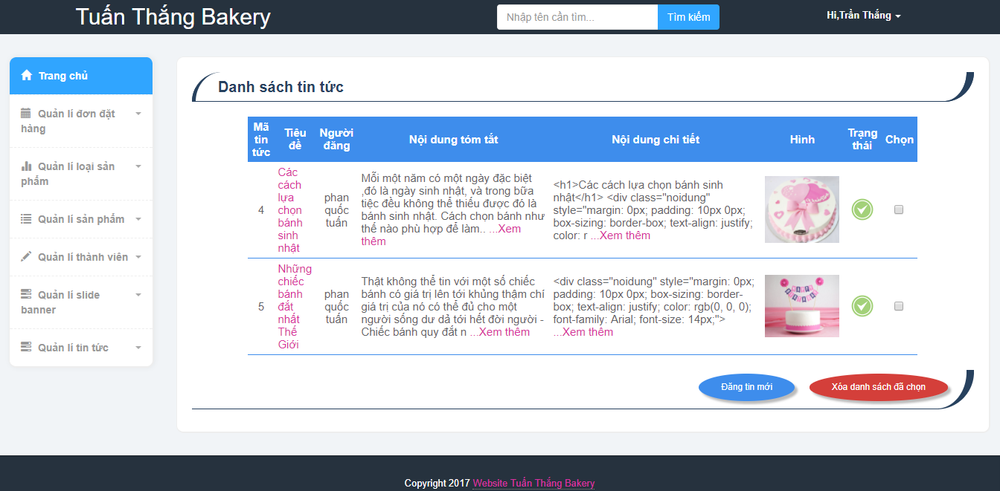 Tuấn Thắng Bakery
Nhập tên cần tìm...
Tìm kiếm
Hi,Trần Thắng
Trang chủ
Quản lí đơn đặt
hàng
Quản lí loại sản
phẩm
Quản lí sản phẩm
Quản lí thành viên
Quản lí slide
banner
Quản lí tin tức
Danh sách tin tức
Mã
tin
tức
Tiêu
đề
Người
đăng
Nội dung tóm tắt
Nội dung chi tiết
Hình
Trạng
thái
Chọn
4
Các
cách
lựa
chọn
bánh
sinh
nhật
phan
quốc
tuấn
Mỗi một năm có một ngày đặc biệt
,đó là ngày sinh nhật, và trong bữa
tiệc đều không thể thiếu được đó là
bánh sinh nhật. Cách chọn bánh như
thế nào phù hợp để làm.. ...Xem
thêm
<h1>Các cách lựa chọn bánh sinh
nhật</h1> <div class="noidung"
style="margin: 0px; padding: 10px 0px;
box-sizing: border-box; text-align: justify;
color: r ...Xem thêm
5
Những
chiếc
bánh
đắt
nhất
Thế
Giới
phan
quốc
tuấn
Thật không thể tin với một số chiếc
bánh có giá trị lên tới khủng thậm chí
giá trị của nó có thể đủ cho một
người sống dư dả tới hết đời người -
Chiếc bánh quy đắt n ...Xem thêm
<div class="noidung" style="margin: 0px;
padding: 10px 0px; box-sizing: border-
box; text-align: justify; color: rgb(0, 0, 0);
font-family: Arial; font-size: 14px;">
...Xem thêm
Đăng tin mới
Xóa danh sách đã chọn
Copyright 2017 Website Tuấn Thắng Bakery